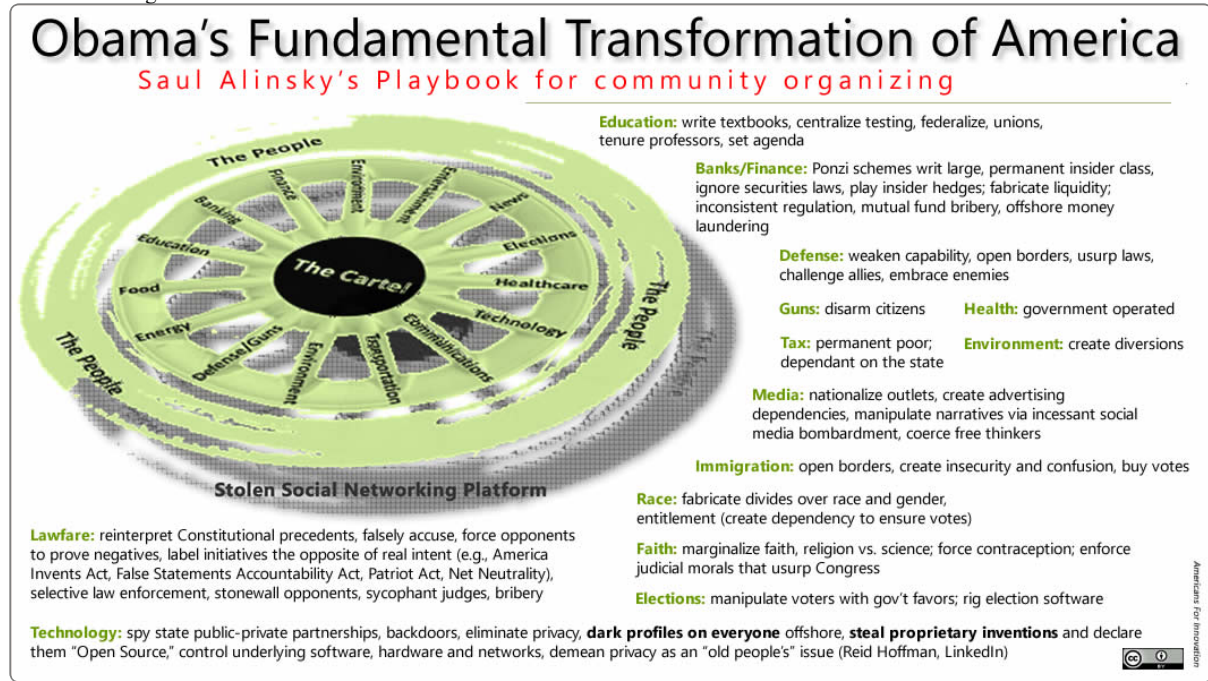 Obama’s Fundamental Transformation of America
Saul Alinsky’s Playbook for community organizing
The People
The People
The People
The Cartel
Environment
Entertainment
News
Elections
Healthcare
Technology
Communications
Transportation
Environment
Defense/Guns
Energy
Food
Education
Banking
Finance
Stolen Social Networking Platform
Education: write textbooks, centralize testing, federalize, unions,
tenure professors, set agenda
Banks/Finance: Ponzi schemes writ large, permanent insider class,
ignore securities laws, play insider hedges; fabricate liquidity;
inconsistent regulation, mutual fund bribery, offshore money
laundering
Defense: weaken capability, open borders, usurp laws,
challenge allies, embrace enemies
Guns: disarm citizens
Health: government operated
Tax: permanent poor;
dependant on the state
Environment: create diversions
Media: nationalize outlets, create advertising
dependencies, manipulate narratives via incessant social
media bombardment, coerce free thinkers
Immigration: open borders, create insecurity and confusion, buy votes
Race: fabricate divides over race and gender,
entitlement (create dependency to ensure votes)
Faith: marginalize faith, religion vs. science; force contraception; enforce
judicial morals that usurp Congress
Elections: manipulate voters with gov’t favors; rig election software
Lawfare: reinterpret Constitutional precedents, falsely accuse, force opponents
to prove negatives, label initiatives the opposite of real intent (e.g., America
Invents Act, False Statements Accountability Act, Patriot Act, Net Neutrality),
selective law enforcement, stonewall opponents, sycophant judges, bribery
Technology: spy state public-private partnerships, backdoors, eliminate privacy, dark profiles on everyone offshore, steal proprietary inventions and declare
them “Open Source,” control underlying software, hardware and networks, demean privacy as an “old people’s” issue (Reid Hoffman, LinkedIn)
Americans For Innovation
cc
BY